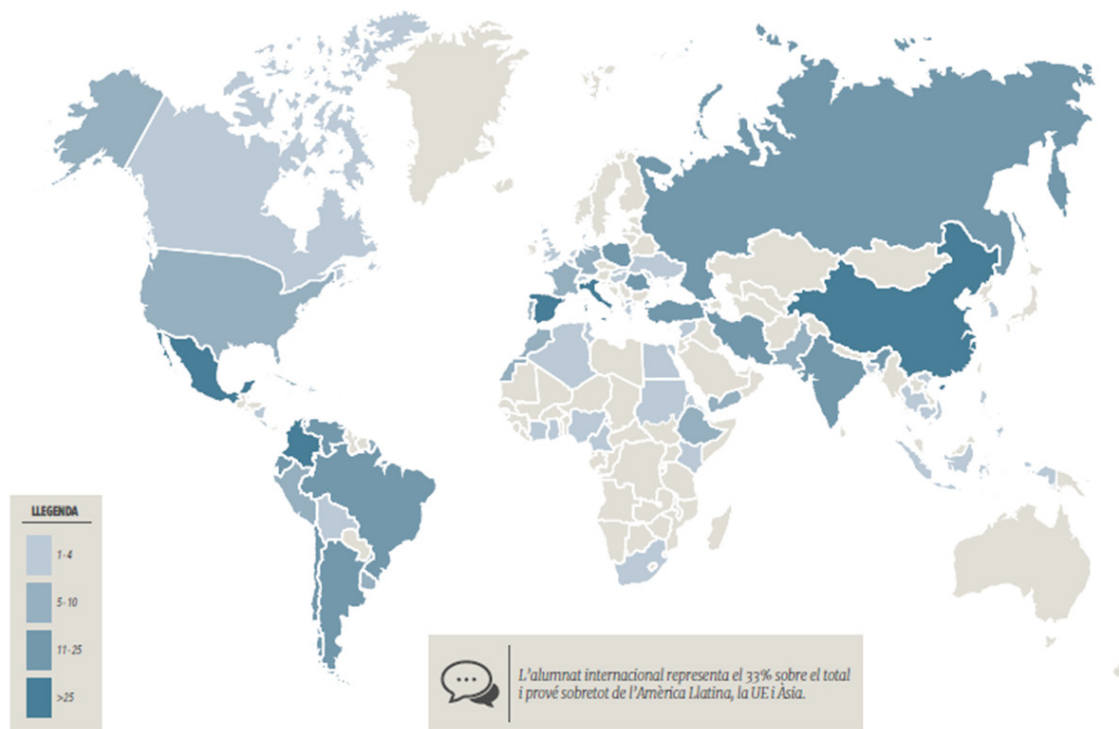 LLEGENDA
1-4
5-10
11-25
>25
L'alumnat internacional representa el 33% sobre el total
i prové sobretot de l'Amèrica Llatina, la UE i Àsia.